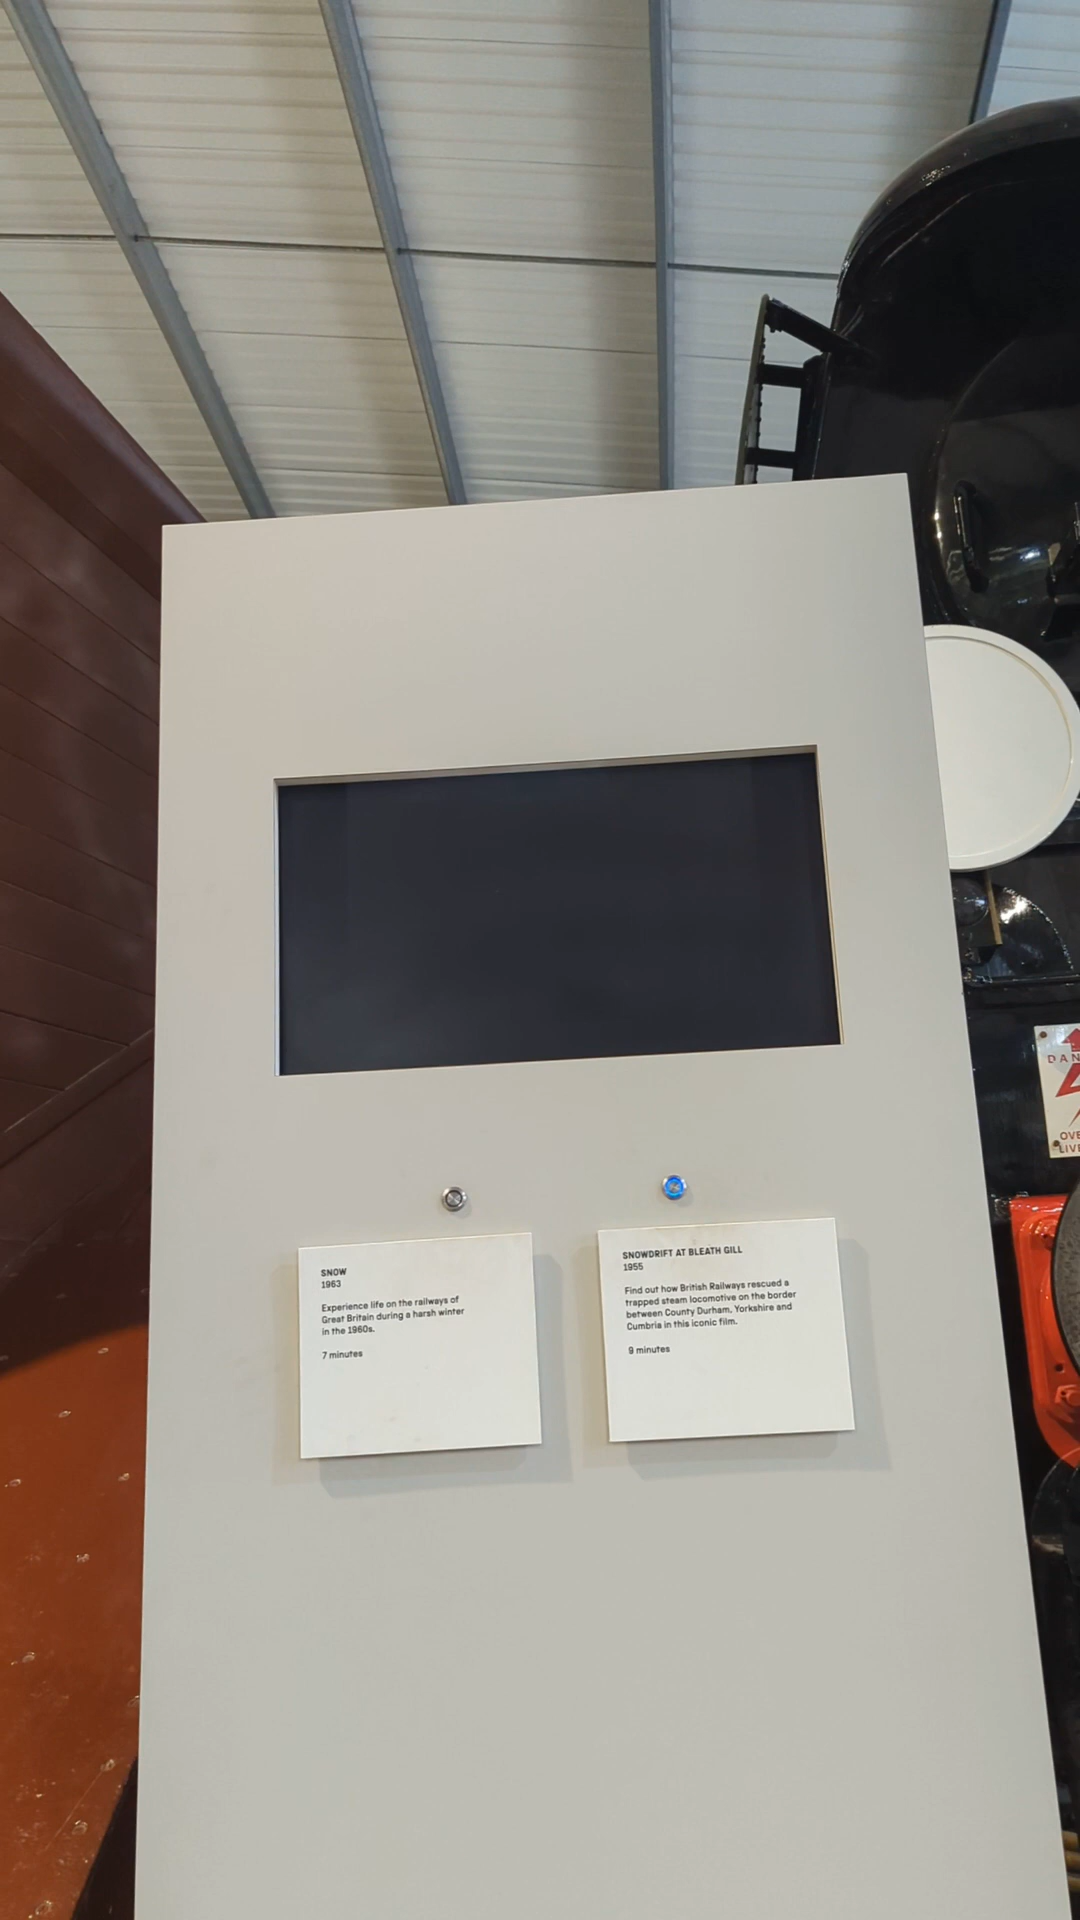 SNOW
1963
Experience life on the railways of
Great Britain during a harsh winter
in the 1960s.
7 minutes
SNOWDRIFT AT BLEATH GILL
1955
Find out how British Railways rescued a
trapped steam locomotive on the border
between County Durham, Yorkshire and
Cumbria in this iconic film.
9 minutes